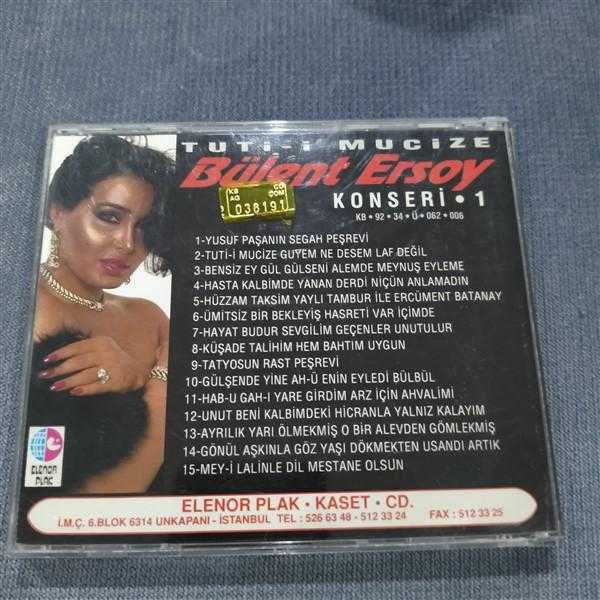 TUTi-i MUCiZE
Bülent Ersoy
KONSERİ • 1
KB • 92 • 34 • Ü • 062 • 006
KB CD
AG COM
038191
1-YUSUF PAŞANIN SEGAH PEŞREVİ
2-TUTİ-İ MUCİZE GUYEM NE DESEM LAF DEĞİL
3-BENSİZ EY GÜL GÜLSENİ ALEMDE MEYNUŞ EYLEME
4-HASTA KALBİMDE YANAN DERDİ NİÇÜN ANLAMADIN
5-HÜZZAM TAKSİM YAYLI TAMBUR İLE ERCÜMENT BATANAY
6-ÜMİTSİZ BİR BEKLEYİŞ HASRETİ VAR İÇİMDE
7-HAYAT BUDUR SEVGİLİM GEÇENLER UNUTULUR
8-KÜŞADE TALİHİM HEM BAHTIM UYGUN
9-TATYOSUN RAST PEŞREVİ
10-GÜLŞENDE YİNE AH-Ü ENİN EYLEDİ BÜLBÜL
11-HAB-U GAH-I YARE GİRDİM ARZ İÇİN AHVALİMİ
12-UNUT BENİ KALBİMDEKİ HİCRANLA YALNIZ KALAYIM
13-AYRILIK YARI ÖLMEKMİŞ O BİR ALEVDEN GÖMLEKMİŞ
14-GÖNÜL AŞKINLA GÖZ YAŞI DÖKMEKTEN USANDI ARTIK
15-MEY-İ LALİNLE DİL MESTANE OLSUN
ELENOR
PLAK
ELENOR PLAK • KASET • CD.
İ.M.Ç. 6.BLOK 6314 UNKAPANI - İSTANBUL TEL : 526 63 48 - 512 33 24 FAX : 512 33 25